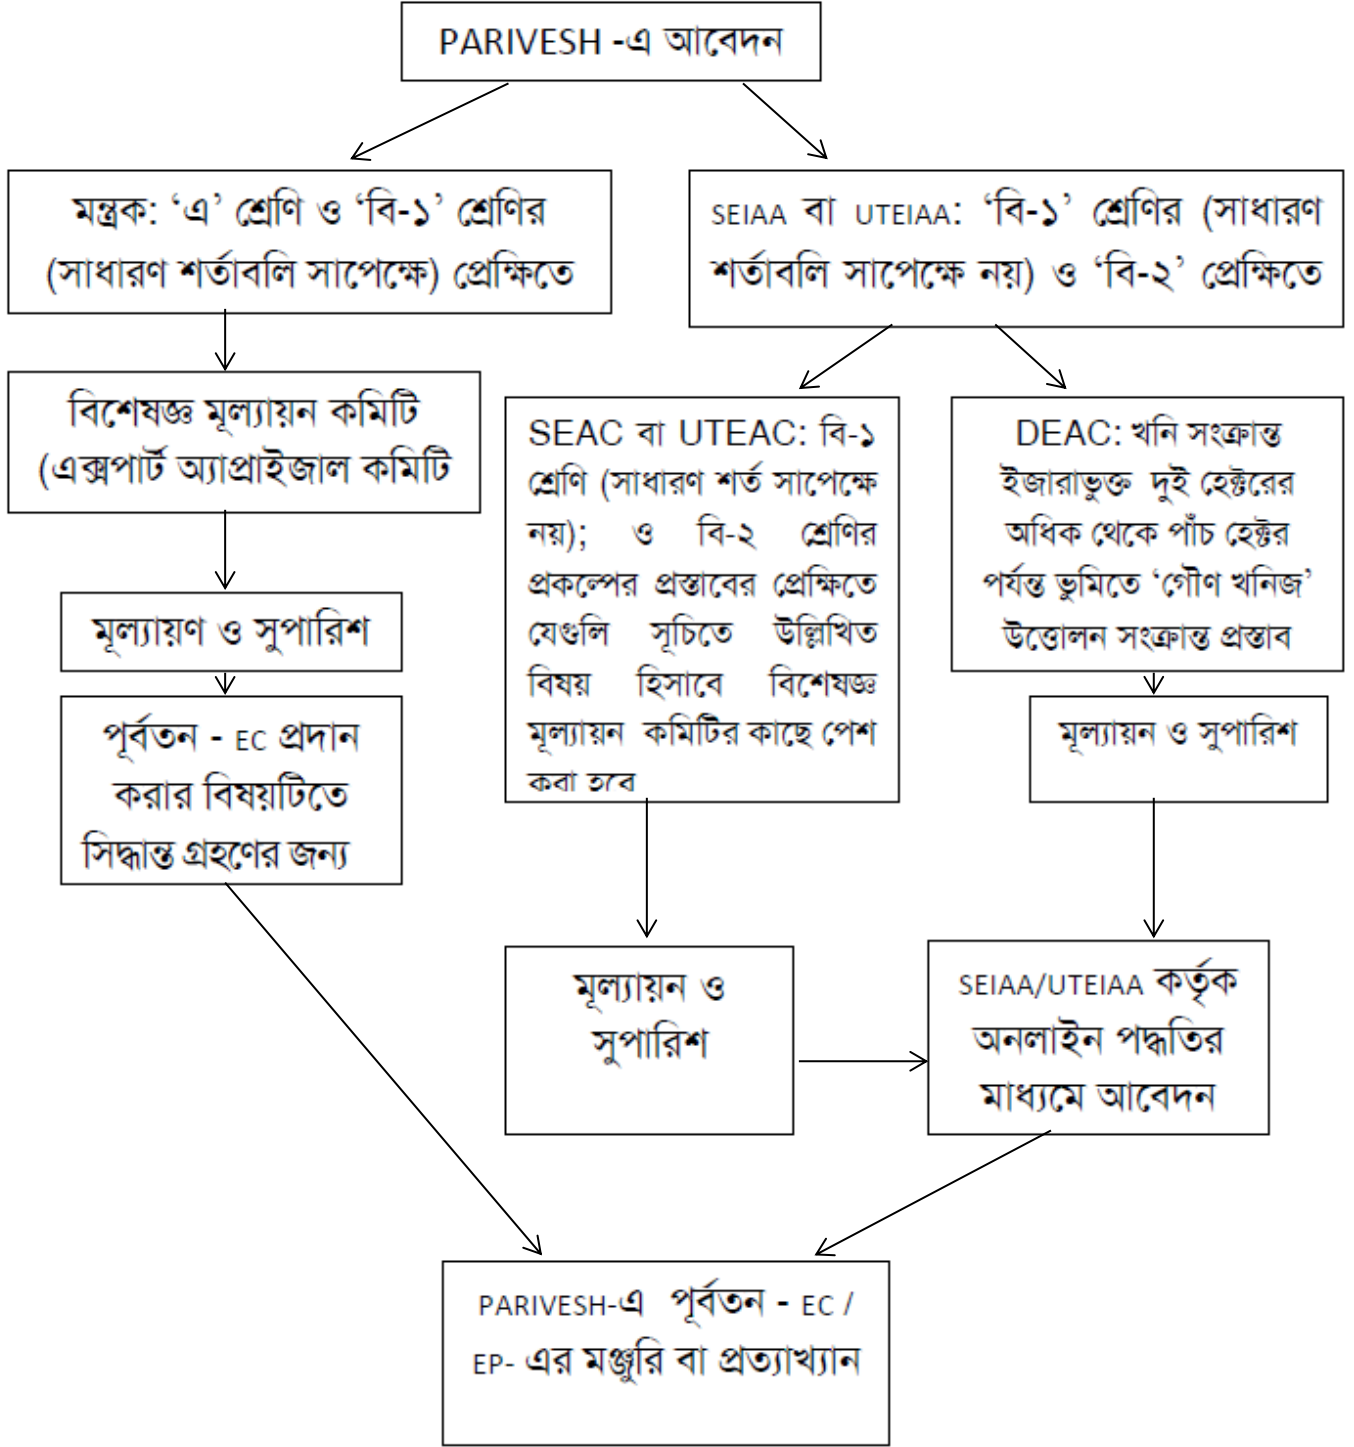 PARIVESH -এ আবেদন
মন্ত্রক: ‘এ’ শ্রেণি ও ‘বি-১’ শ্রেণির
(সাধারণ শর্তাবলি সাপেক্ষে) প্রেক্ষিতে
SEIAA বা UTEIAA: ‘বি-১’ শ্রেণির (সাধারণ
শর্তাবলি সাপেক্ষে নয়) ও ‘বি-২’ প্রেক্ষিতে
বিশেষজ্ঞ মূল্যায়ন কমিটি
(এক্সপার্ট অ্যাপ্রাইজাল কমিটি
মূল্যায়ণ ও সুপারিশ
পূর্বতন - EC প্রদান
করার বিষয়টিতে
সিদ্ধান্ত গ্রহণের জন্য
SEAC বা UTEAC: বি-১
শ্রেণি (সাধারণ শর্ত সাপেক্ষে
নয়); ও বি-২ শ্রেণির
প্রকল্পের প্রস্তাবের প্রেক্ষিতে
যেগুলি সূচিতে উল্লিখিত
বিষয় হিসাবে বিশেষজ্ঞ
মূল্যায়ন কমিটির কাছে পেশ
করা হবে
DEAC: খনি সংক্রান্ত
ইজারাভুক্ত দুই হেক্টরের
অধিক থেকে পাঁচ হেক্টর
পর্যন্ত ভুমিতে ‘গৌণ খনিজ’
উত্তোলন সংক্রান্ত প্রস্তাব
মূল্যায়ন ও সুপারিশ
মূল্যায়ন ও
সুপারিশ
SEIAA/UTEIAA কর্তৃক
অনলাইন পদ্ধতির
মাধ্যমে আবেদন
PARIVESH-এ পূর্বতন - EC /
EP- এর মঞ্জুরি বা প্রত্যাখ্যান